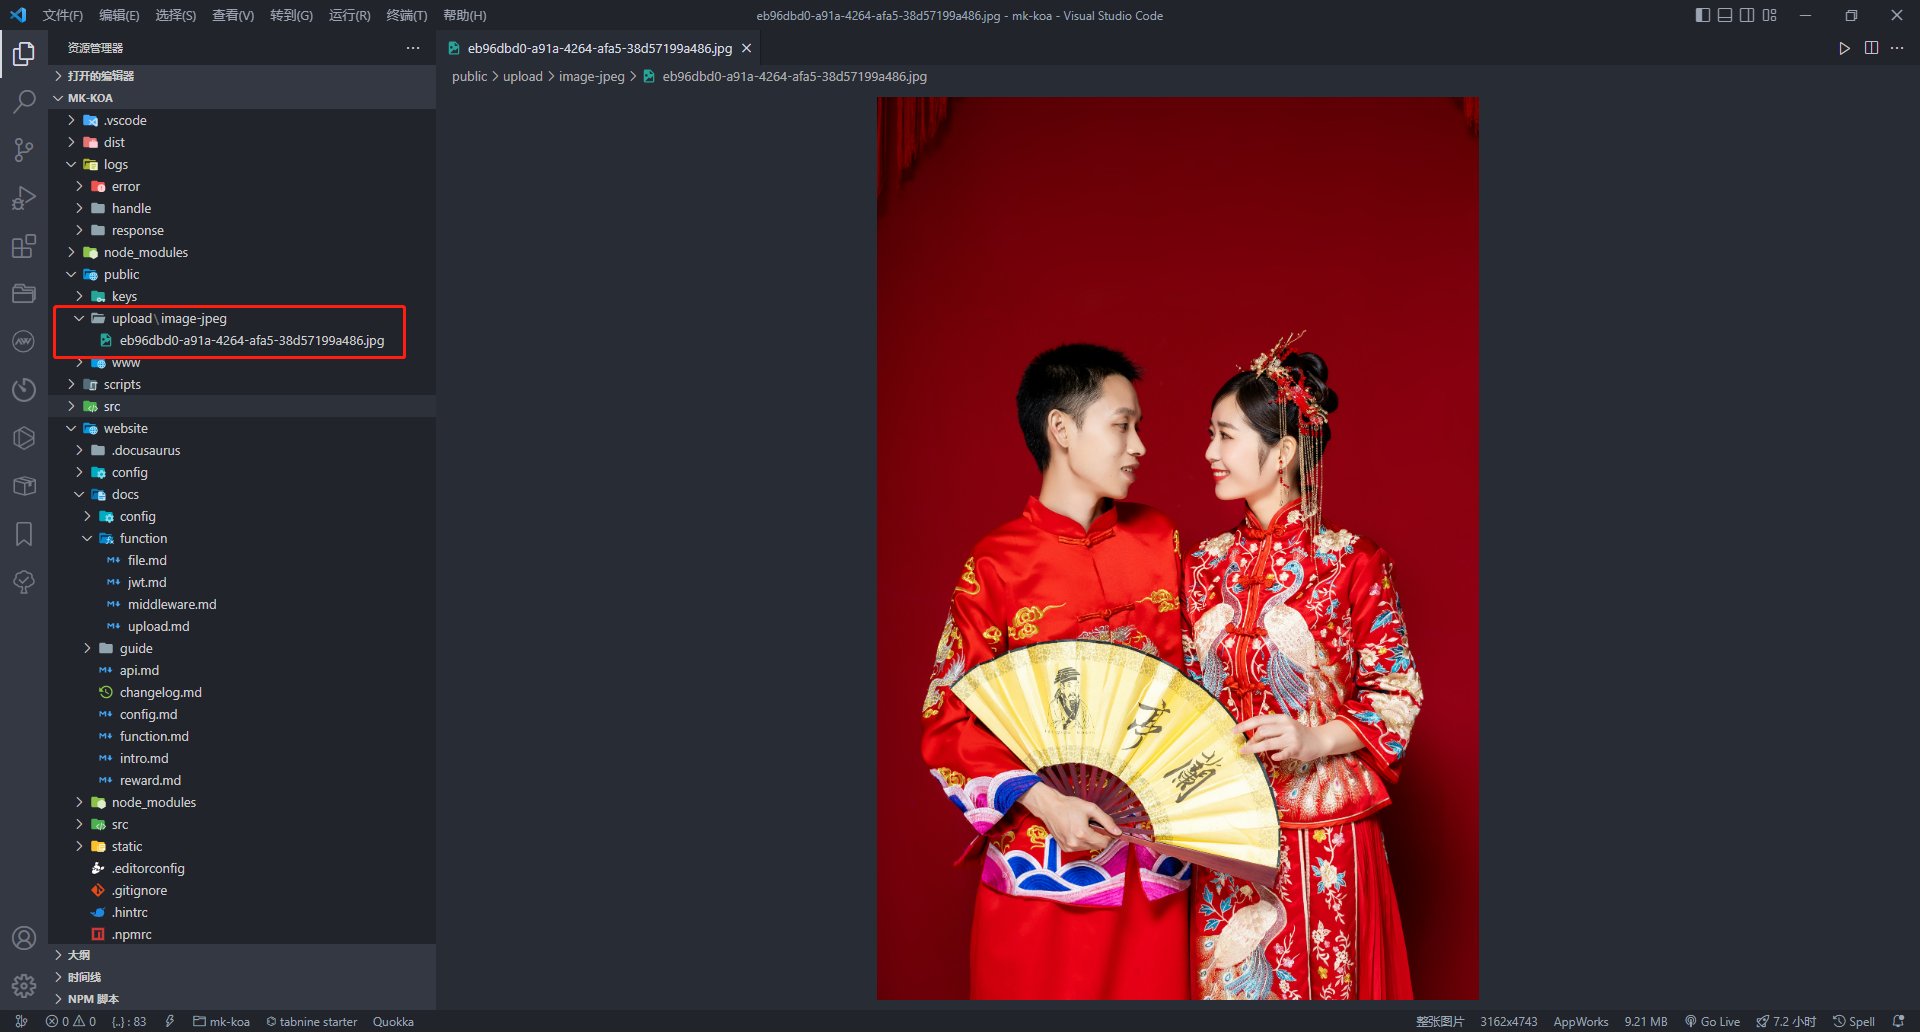 文件(F) 编辑(E) 选择(S) 查看(V) 转到(G) 运行(R) 终端(T) 帮助(H)
eb96dbd0-a91a-4264-afa5-38d57199a486.jpg - mk-koa - Visual Studio Code
资源管理器
打开的编辑器
MK-KOA
.vscode
dist
logs
error
handle
response
node_modules
public
keys
upload\image-jpeg
eb96dbd0-a91a-4264-afa5-38d57199a486.jpg
www
scripts
src
website
.docusaurus
config
docs
config
function
file.md
jwt.md
middleware.md
upload.md
guide
api.md
changelog.md
config.md
function.md
intro.md
reward.md
node_modules
src
static
.editorconfig
.gitignore
.hintrc
.npmrc
大纲
时间线
NPM 脚本
eb96dbd0-a91a-4264-afa5-38d57199a486.jpg
public > upload > image-jpeg > eb96dbd0-a91a-4264-afa5-38d57199a486.jpg
亭
蘭
0 0 {..} : 83 mk-koa tabnine starter Quokka
整张图片 3162x4743 AppWorks 9.21 MB Go Live 7.2 小时 Spell